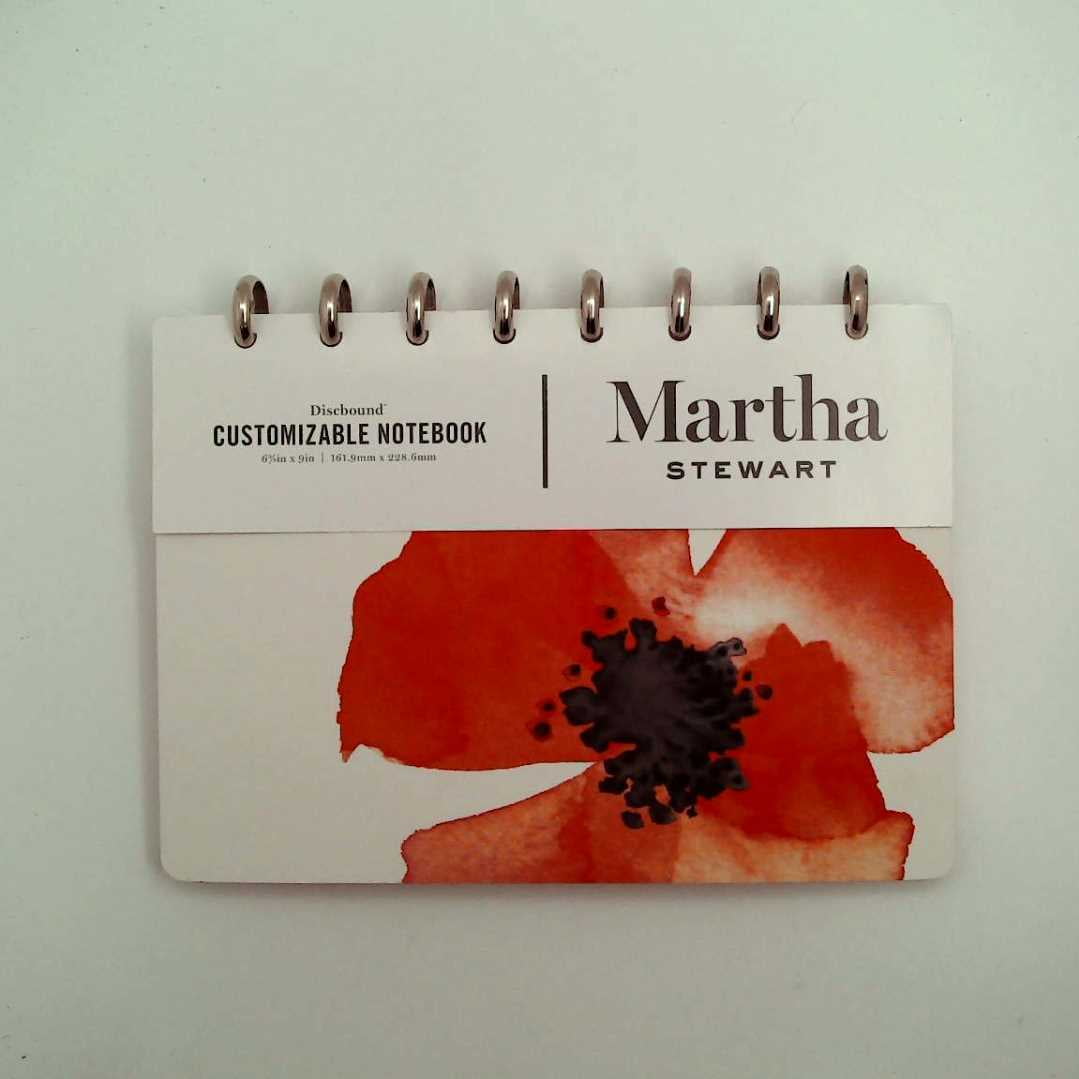 Discbound™
CUSTOMIZABLE NOTEBOOK
6⅜in x 9in | 161.9mm x 228.6mm
Martha
STEWART